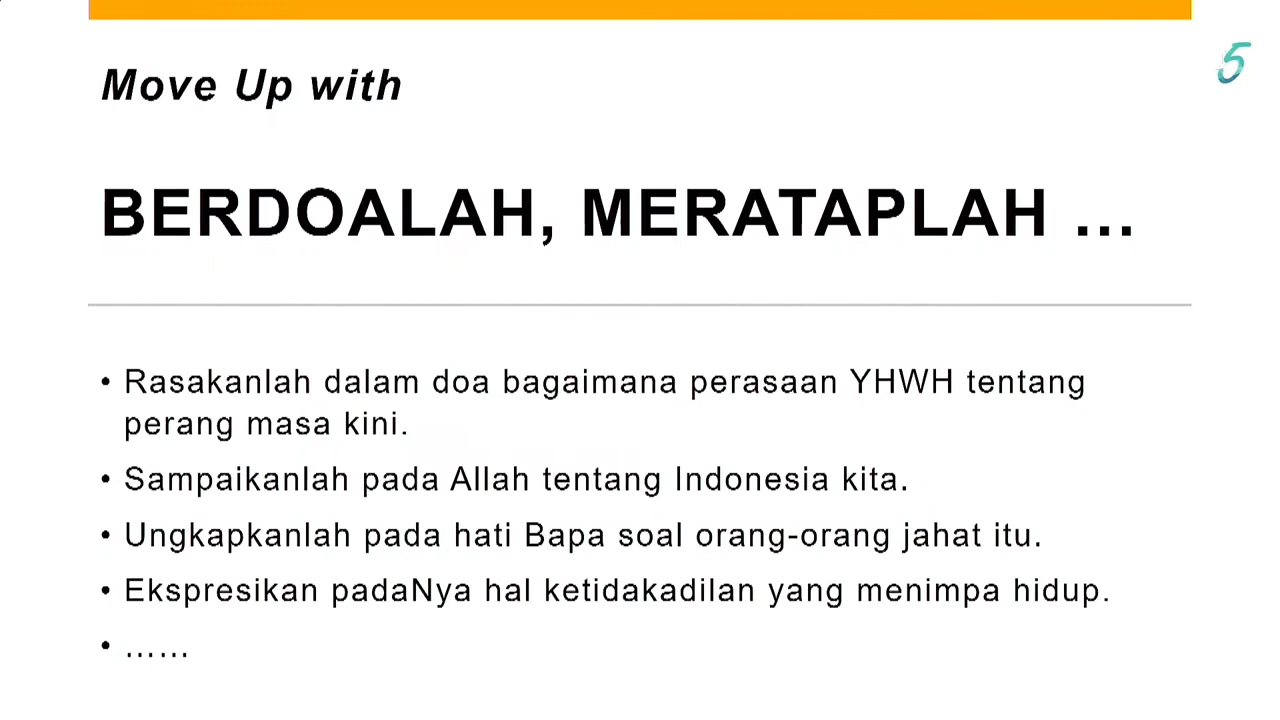 Move Up with
5
BERDOALAH, MERATAPLAH ...
• Rasakanlah dalam doa bagaimana perasaan YHWH tentang
perang masa kini.
• Sampaikanlah pada Allah tentang Indonesia kita.
• Ungkapkanlah pada hati Bapa soal orang-orang jahat itu.
• Ekspresikan padaNya hal ketidakadilan yang menimpa hidup.
• ......